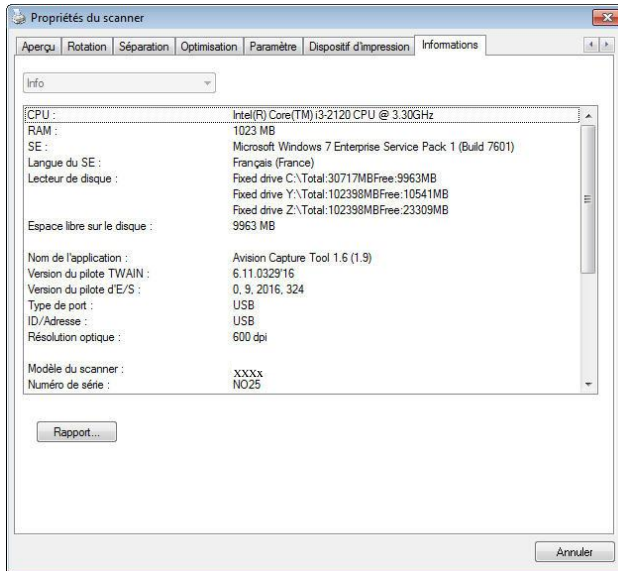 Propriétés du scanner
Aperçu Rotation Séparation Optimisation Paramètre Dispositif d'impression Informations
Info
CPU : Intel(R) Core(TM) i3-2120 CPU @ 3.30GHz
RAM : 1023 MB
SE : Microsoft Windows 7 Enterprise Service Pack 1 (Build 7601)
Langue du SE : Français (France)
Lecteur de disque : Fixed drive C:\Total:30717MBFree:9963MB
Fixed drive Y:\Total:102398MBFree:10541MB
Fixed drive Z:\Total:102398MBFree:23309MB
Espace libre sur le disque : 9963 MB
Nom de l'application : Avision Capture Tool 1.6 (1.9)
Version du pilote TWAIN : 6.11.0329'16
Version du pilote d'E/S : 0, 9, 2016, 324
Type de port : USB
ID/Adresse : USB
Résolution optique : 600 dpi
Modèle du scanner : xxxx
Numéro de série : NO25
Rapport...
Annuler